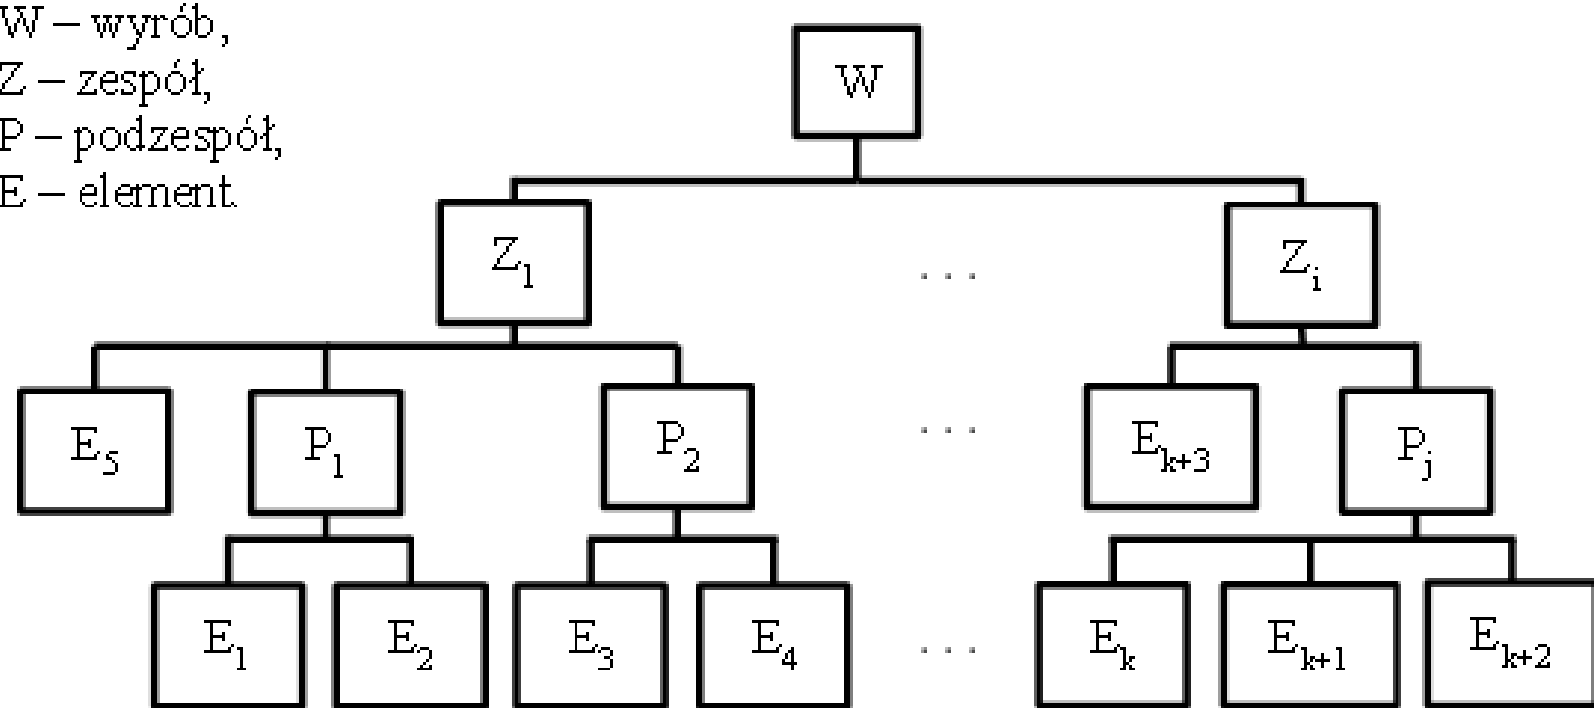 W – wyrób,
Z – zespół,
P – podzespół,
E – element.
W
Z₁ . . . Zᵢ
E₅ P₁ P₂ . . . Eₖ₊₃ Pⱼ
E₁ E₂ E₃ E₄ . . . Eₖ Eₖ₊₁ Eₖ₊₂